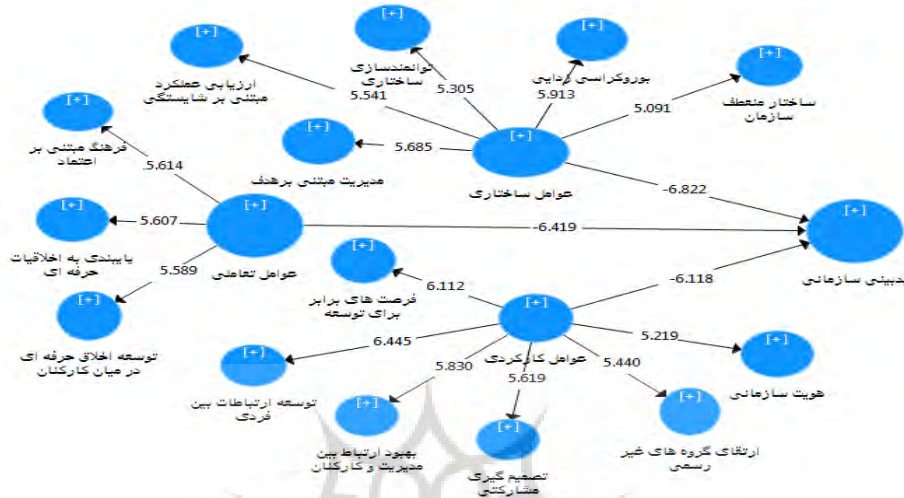 [+]
[+]
[+]
[+]
ارزیابی عملکرد
مبتنی بر شایستگی
توانمندسازی
ساختاری
بوروکراسی زدایی
ساختار منعطف
سازمان
5.541
5.305
5.913
5.091
[+]
فرهنگ مبتنی بر
اعتماد
[+]
مدیریت مبتنی برهدف
5.685
[+]
عوامل ساختاری
5.614
-6.822
[+]
پایبندی به اخلاقیات
حرفه ای
5.607
[+]
عوامل تعاملی
-6.419
[+]
بدبینی سازمانی
5.589
[+]
فرصت های برابر
برای توسعه
6.112
-6.118
[+]
توسعه اخلاق حرفه ای
در میان کارکنان
[+]
عوامل کارکردی
6.445
5.830
5.619
5.440
5.219
[+]
توسعه ارتباطات بین
فردی
[+]
هویت سازمانی
[+]
بهبود ارتباط بین
مدیریت و کارکنان
[+]
تصمیم گیری
مشارکتی
[+]
ارتقای گروه های غیر
رسمی